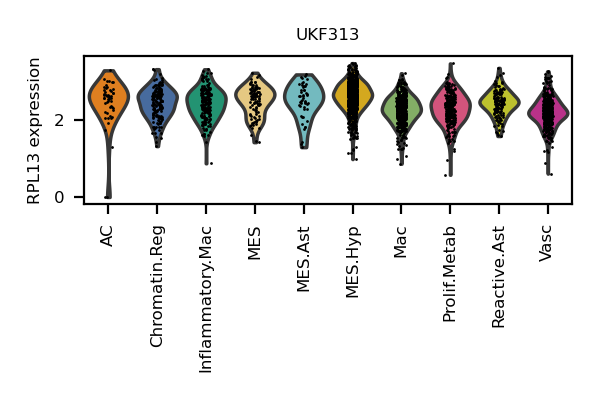 UKF313
RPL13 expression
2
0
AC
Chromatin.Reg
Inflammatory.Mac
MES
MES.Ast
MES.Hyp
Mac
Prolif.Metab
Reactive.Ast
Vasc